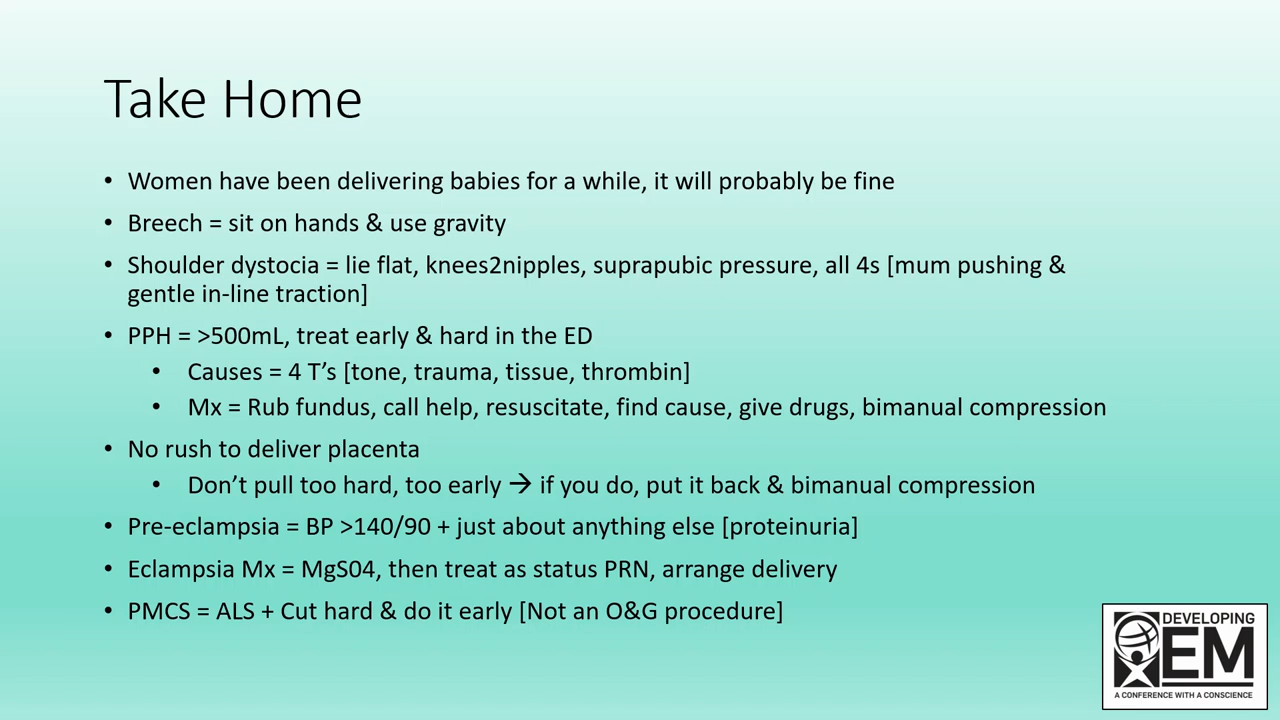 Take Home
• Women have been delivering babies for a while, it will probably be fine
• Breech = sit on hands & use gravity
• Shoulder dystocia = lie flat, knees2nipples, suprapubic pressure, all 4s [mum pushing &
gentle in-line traction]
• PPH = >500mL, treat early & hard in the ED
• Causes = 4 T's [tone, trauma, tissue, thrombin]
• Mx = Rub fundus, call help, resuscitate, find cause, give drugs, bimanual compression
• No rush to deliver placenta
• Don't pull too hard, too early → if you do, put it back & bimanual compression
• Pre-eclampsia = BP >140/90 + just about anything else [proteinuria]
• Eclampsia Mx = MgS04, then treat as status PRN, arrange delivery
• PMCS = ALS + Cut hard & do it early [Not an O&G procedure]
DEVELOPING
EM
A CONFERENCE WITH A CONSCIENCE